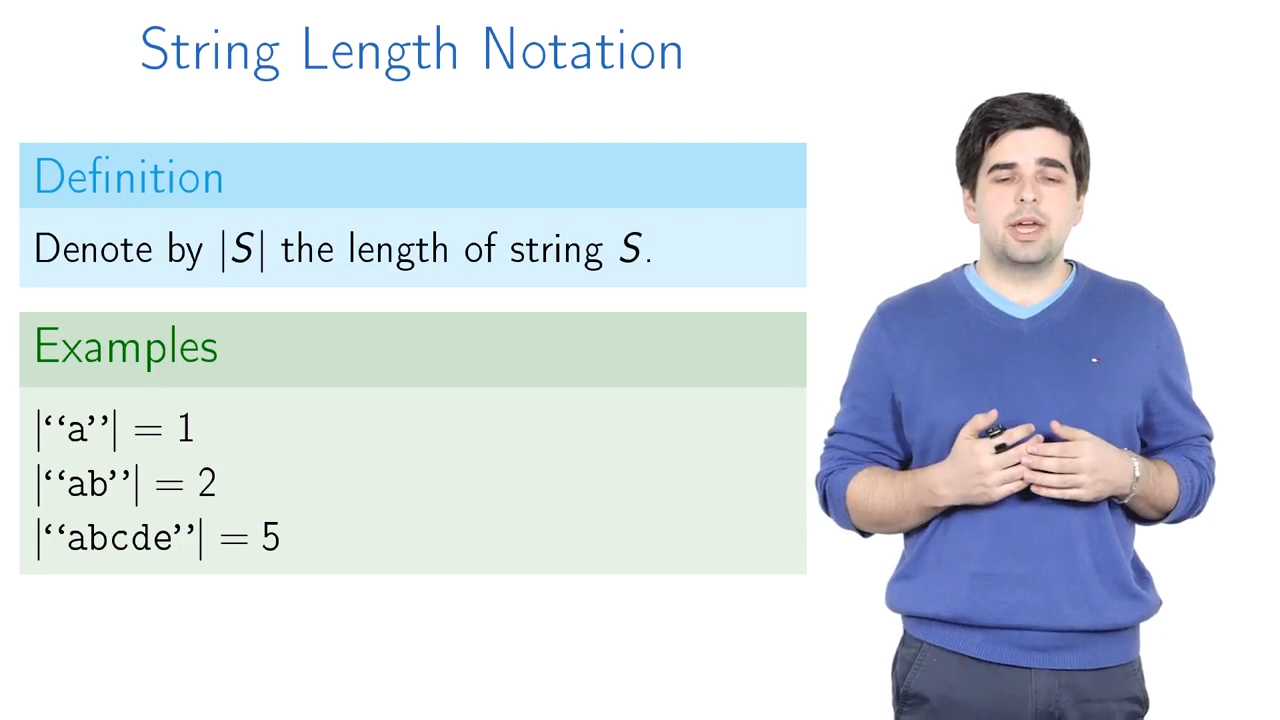 String Length Notation
Definition
Denote by |S| the length of string S.
Examples
|‘‘a’’| = 1
|‘‘ab’’| = 2
|‘‘abcde’’| = 5